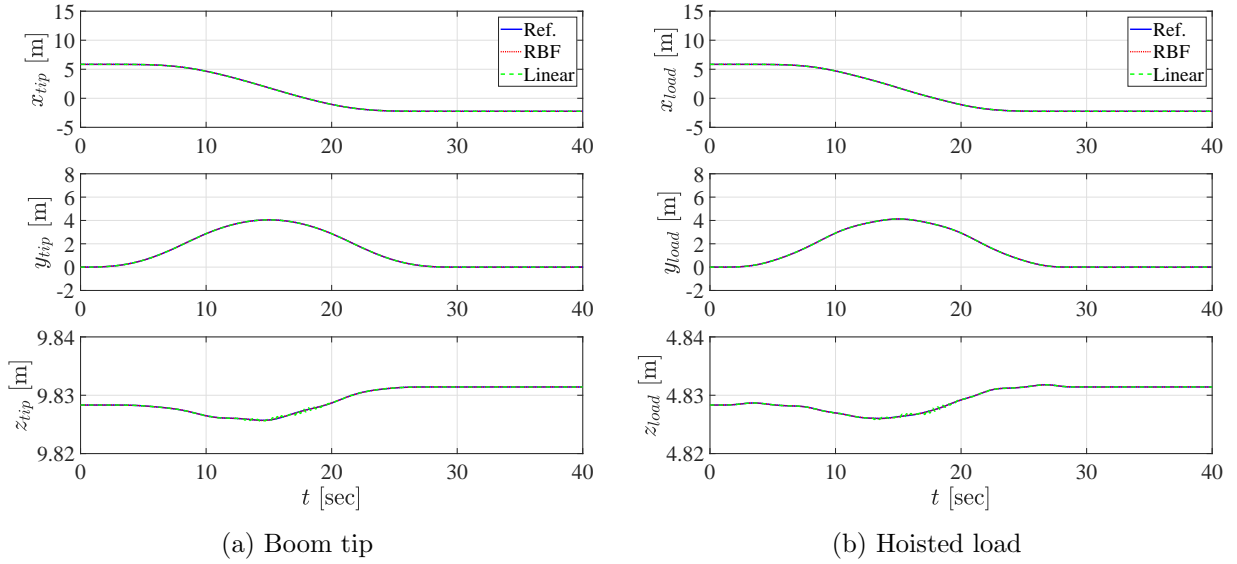 15
10
5
0
-5
x_tip [m]
Ref.
RBF
Linear
0 10 20 30 40
8
6
4
2
0
-2
y_tip [m]
0 10 20 30 40
9.84
9.83
9.82
z_tip [m]
0 10 20 30 40
t [sec]
(a) Boom tip
15
10
5
0
-5
x_load [m]
Ref.
RBF
Linear
0 10 20 30 40
8
6
4
2
0
-2
y_load [m]
0 10 20 30 40
4.84
4.83
4.82
z_load [m]
0 10 20 30 40
t [sec]
(b) Hoisted load